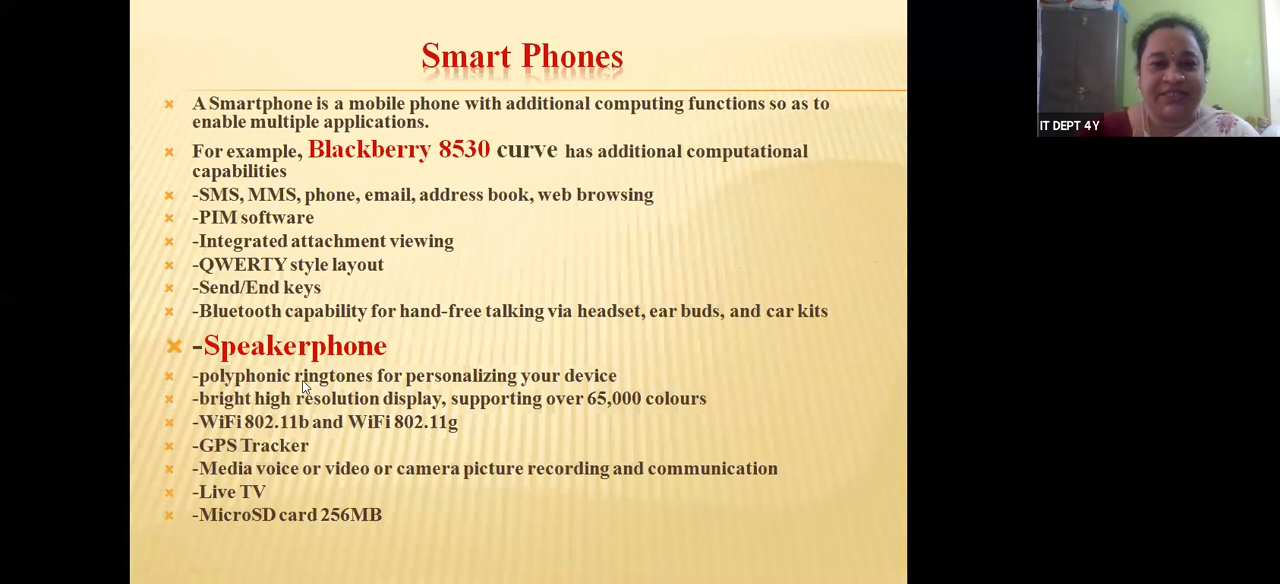 Smart Phones
A Smartphone is a mobile phone with additional computing functions so as to
enable multiple applications.
For example, Blackberry 8530 curve has additional computational
capabilities
-SMS, MMS, phone, email, address book, web browsing
-PIM software
-Integrated attachment viewing
-QWERTY style layout
-Send/End keys
-Bluetooth capability for hand-free talking via headset, ear buds, and car kits
-Speakerphone
-polyphonic ringtones for personalizing your device
-bright high resolution display, supporting over 65,000 colours
-WiFi 802.11b and WiFi 802.11g
-GPS Tracker
-Media voice or video or camera picture recording and communication
-Live TV
-MicroSD card 256MB
IT DEPT 4Y